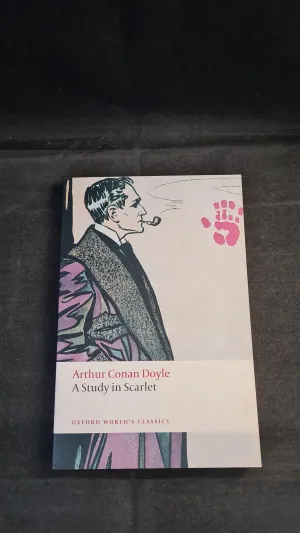 Arthur Conan Doyle
A Study in Scarlet
OXFORD WORLD'S CLASSICS